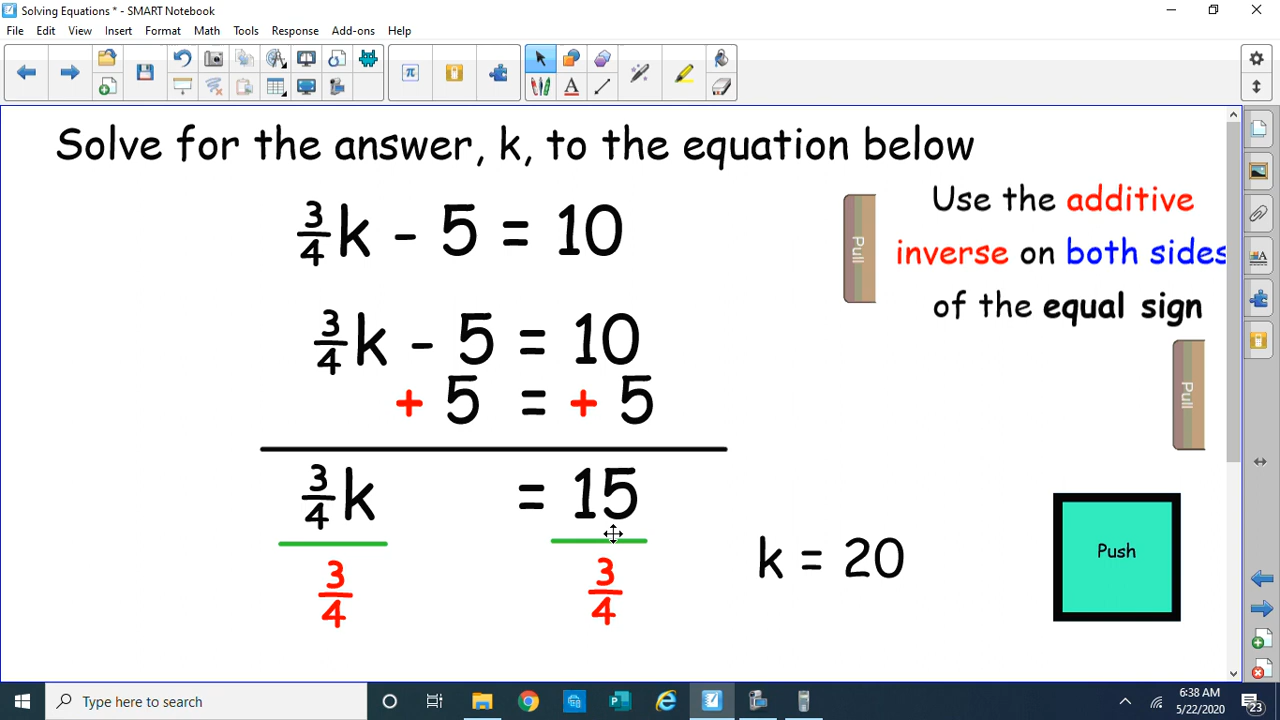 Solving Equations * - SMART Notebook
File Edit View Insert Format Math Tools Response Add-ons Help
Solve for the answer, k, to the equation below
3/4 k - 5 = 10
Use the additive
inverse on both sides
of the equal sign
Pull
3/4 k - 5 = 10
+ 5 = + 5
Pull
3/4 k = 15
3/4 3/4
k = 20
Push
Type here to search
6:38 AM
5/22/2020
23